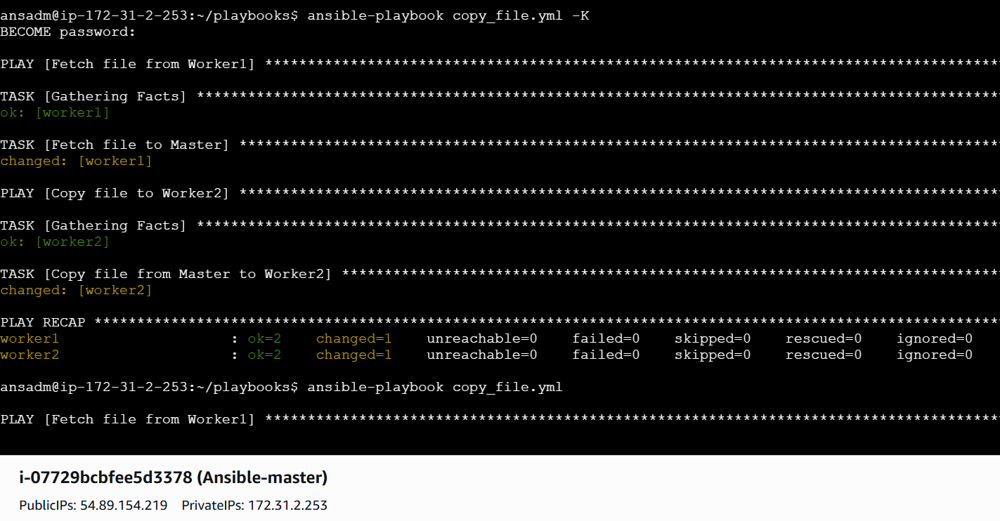 ansadm@ip-172-31-2-253:~/playbooks$ ansible-playbook copy_file.yml -K
BECOME password:
PLAY [Fetch file from Worker1] **************************************************************************************
TASK [Gathering Facts] **********************************************************************************************
ok: [worker1]
TASK [Fetch file to Master] *****************************************************************************************
changed: [worker1]
PLAY [Copy file to Worker2] *****************************************************************************************
TASK [Gathering Facts] **********************************************************************************************
ok: [worker2]
TASK [Copy file from Master to Worker2] *****************************************************************************
changed: [worker2]
PLAY RECAP **********************************************************************************************************
worker1                    : ok=2    changed=1    unreachable=0    failed=0    skipped=0    rescued=0    ignored=0
worker2                    : ok=2    changed=1    unreachable=0    failed=0    skipped=0    rescued=0    ignored=0
ansadm@ip-172-31-2-253:~/playbooks$ ansible-playbook copy_file.yml
PLAY [Fetch file from Worker1] **************************************************************************************
i-07729bcbfee5d3378 (Ansible-master)
PublicIPs: 54.89.154.219    PrivateIPs: 172.31.2.253